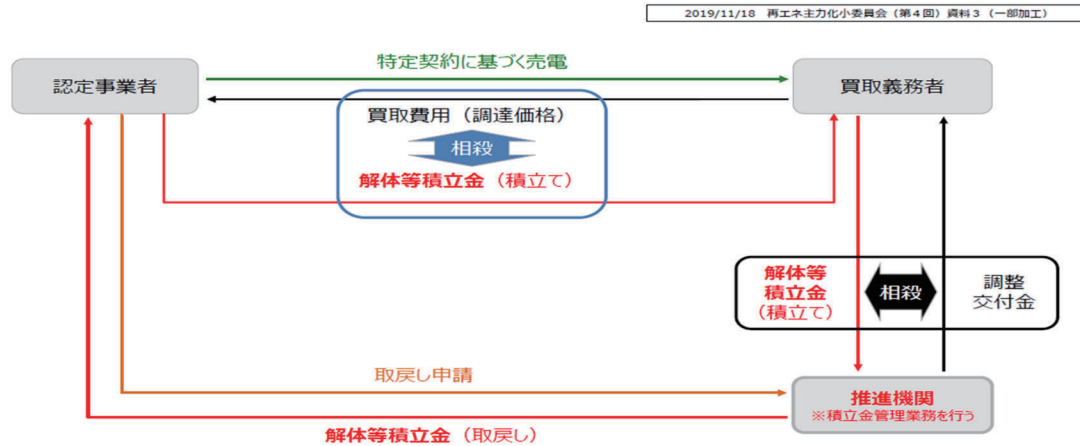 2019/11/18 再エネ主力化小委員会（第4回）資料3（一部加工）
特定契約に基づく売電
認定事業者
買取義務者
買取費用（調達価格）
相殺
解体等積立金（積立て）
解体等
積立金
（積立て）
相殺
調整
交付金
取戻し申請
推進機関
※積立金管理業務を行う
解体等積立金（取戻し）